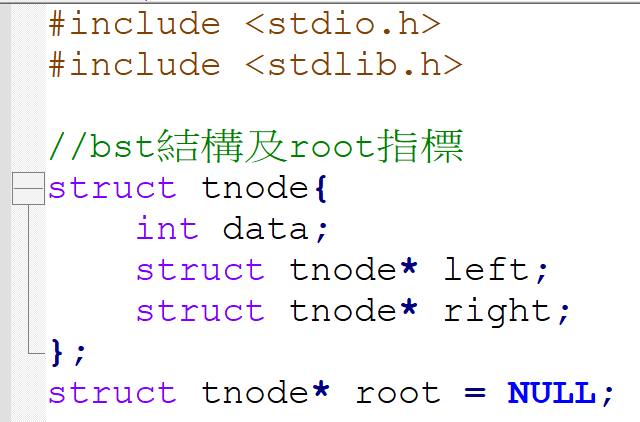 #include <stdio.h>
#include <stdlib.h>
//bst結構及root指標
struct tnode{
    int data;
    struct tnode* left;
    struct tnode* right;
};
struct tnode* root = NULL;